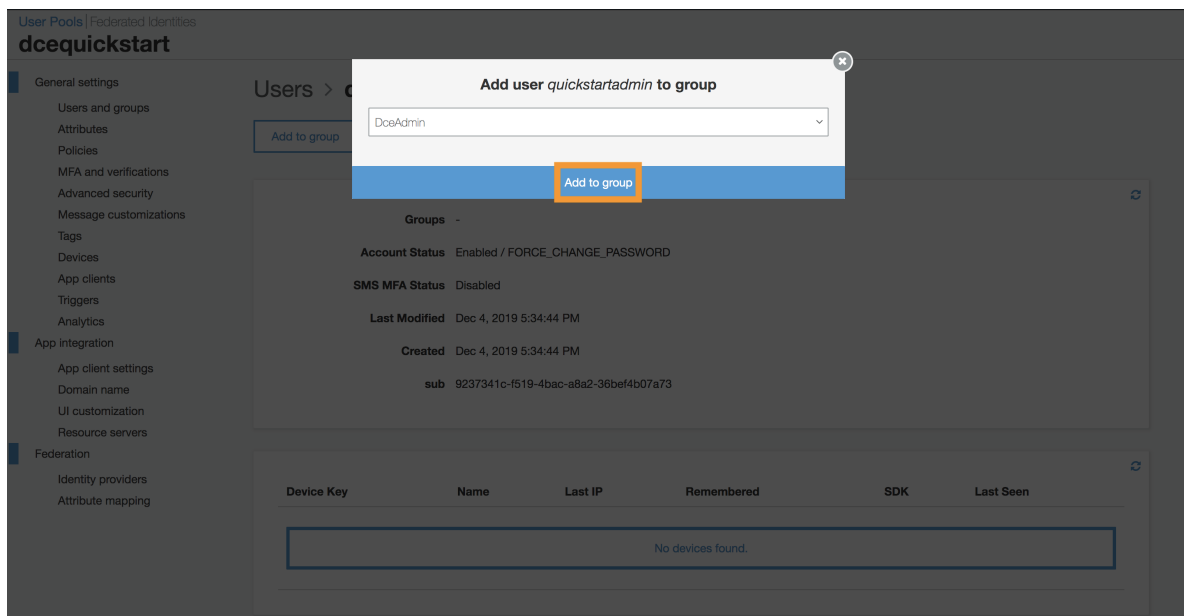 User Pools | Federated Identities
dcequickstart
General settings
Users and groups
Attributes
Policies
MFA and verifications
Advanced security
Message customizations
Tags
Devices
App clients
Triggers
Analytics
App integration
App client settings
Domain name
UI customization
Resource servers
Federation
Identity providers
Attribute mapping
Users >
Add to group
Add user quickstartadmin to group
DceAdmin
Add to group
Groups -
Account Status Enabled / FORCE_CHANGE_PASSWORD
SMS MFA Status Disabled
Last Modified Dec 4, 2019 5:34:44 PM
Created Dec 4, 2019 5:34:44 PM
sub 9237341c-f519-4bac-a8a2-36bef4b07a73
Device Key Name Last IP Remembered SDK Last Seen
No devices found.